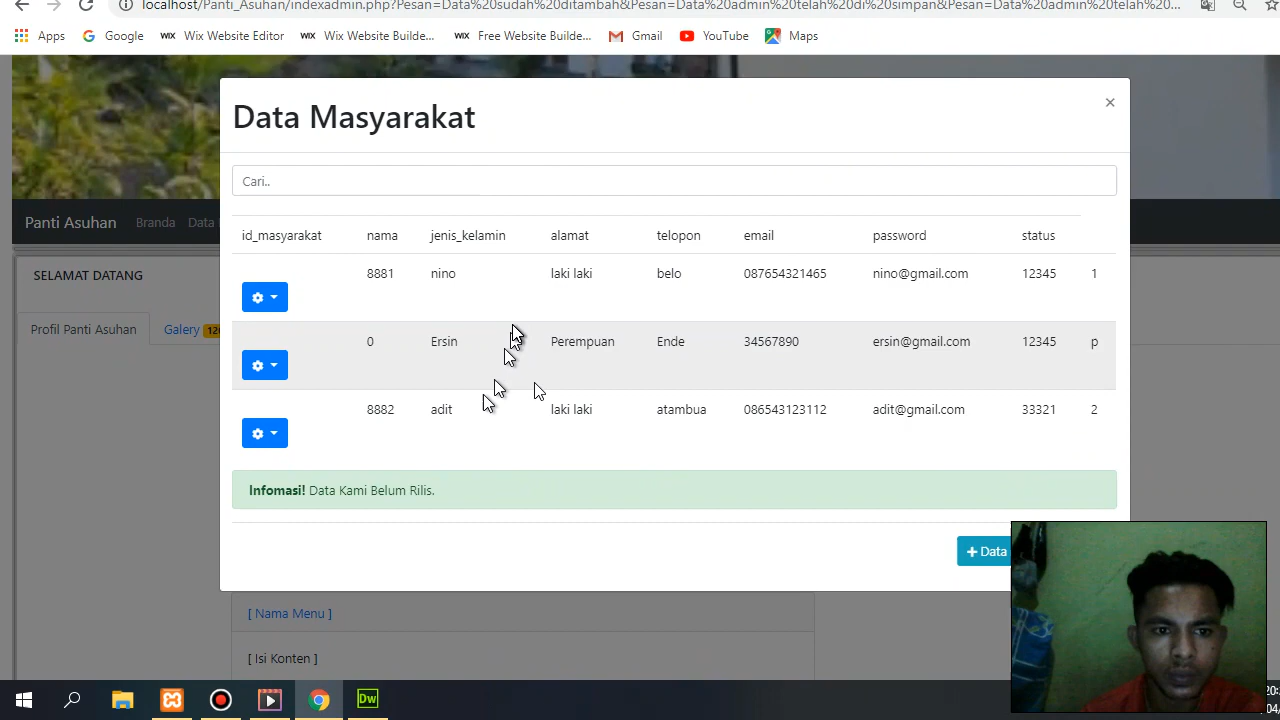 localhost/Panti_Asuhan/indexadmin.php?Pesan=Data%20sudah%20ditambah&Pesan=Data%20admin%20telah%20di%20simpan&Pesan=Data%20admin%20telah%20...
Apps Google Wix Website Editor Wix Website Builde... Free Website Builde... Gmail YouTube Maps
Data Masyarakat ×
Cari..
Panti Asuhan Branda Data
id_masyarakat nama jenis_kelamin alamat telopon email password status
SELAMAT DATANG
8881 nino laki laki belo 087654321465 nino@gmail.com 12345 1
Profil Panti Asuhan Galery
0 Ersin Perempuan Ende 34567890 ersin@gmail.com 12345 p
8882 adit laki laki atambua 086543123112 adit@gmail.com 33321 2
Infomasi! Data Kami Belum Rilis.
+ Data
[ Nama Menu ]
[ Isi Konten ]
Dw